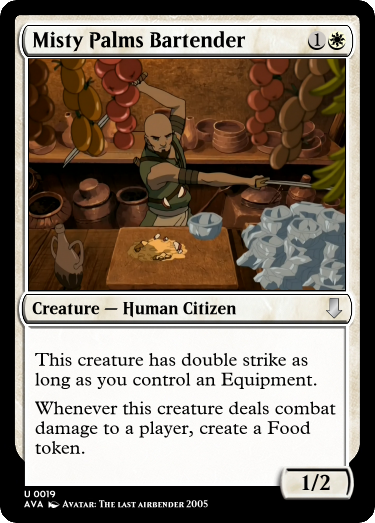 Misty Palms Bartender 1
Creature — Human Citizen
This creature has double strike as
long as you control an Equipment.
Whenever this creature deals combat
damage to a player, create a Food
token.
1/2
U 0019
AVA Avatar: The last airbender 2005